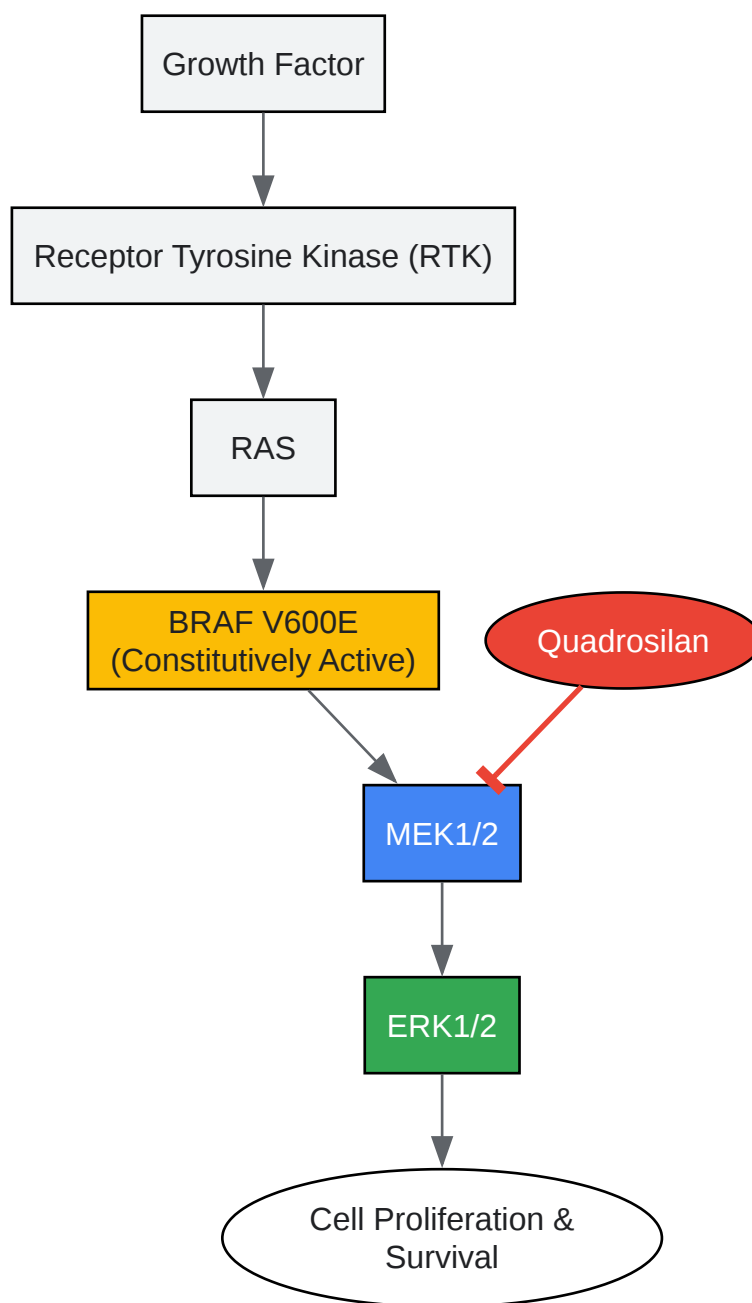 Growth Factor
Receptor Tyrosine Kinase (RTK)
RAS
BRAF V600E
(Constitutively Active)
Quadrosilan
MEK1/2
ERK1/2
Cell Proliferation &
Survival